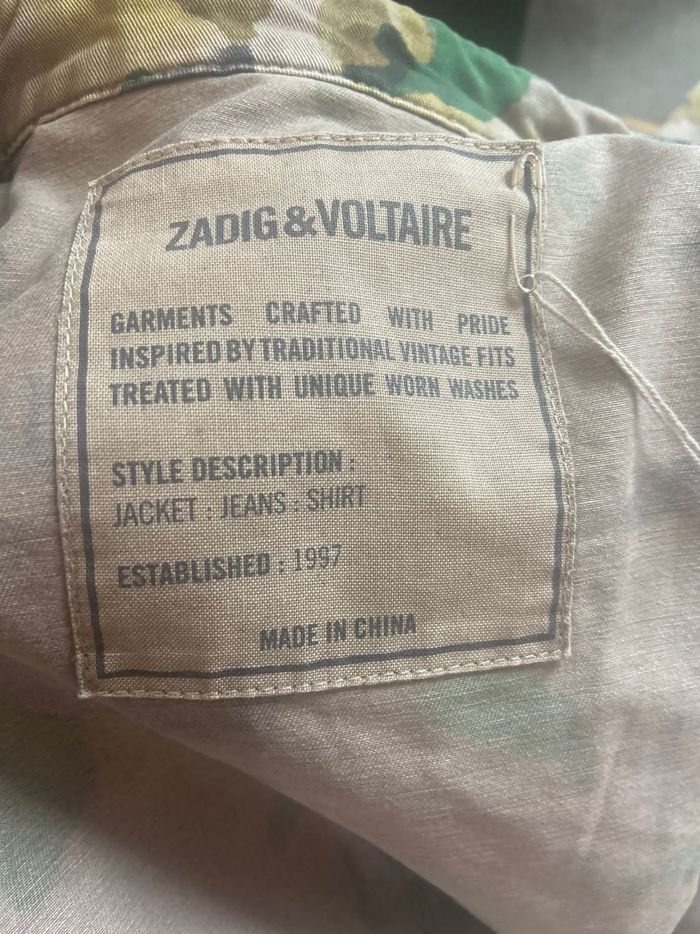 ZADIG&VOLTAIRE
GARMENTS CRAFTED WITH PRIDE
INSPIRED BY TRADITIONAL VINTAGE FITS
TREATED WITH UNIQUE WORN WASHES
STYLE DESCRIPTION :
JACKET : JEANS : SHIRT
ESTABLISHED : 1997
MADE IN CHINA